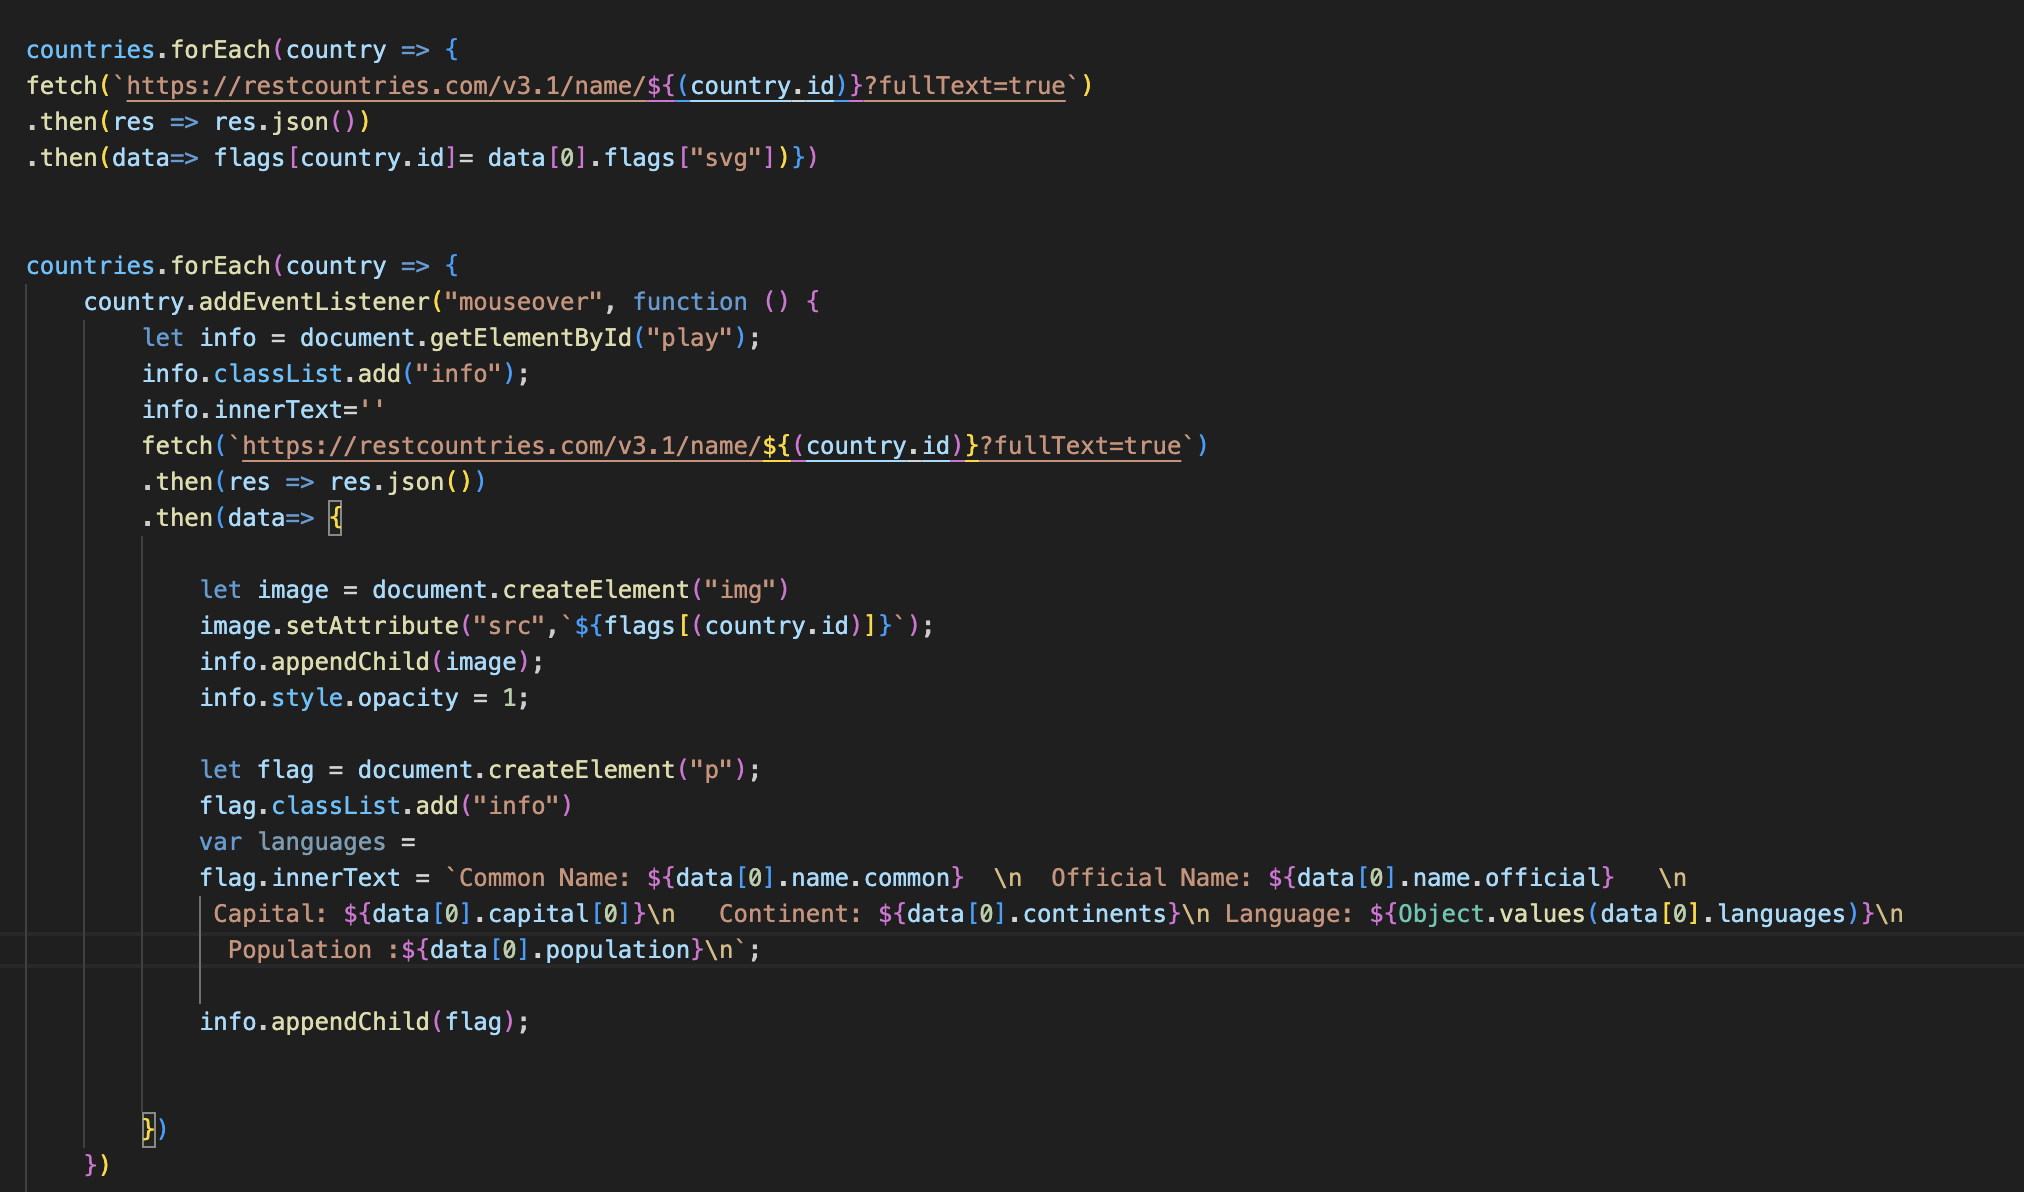 countries.forEach(country => {
fetch(`https://restcountries.com/v3.1/name/${(country.id)}?fullText=true`)
.then(res => res.json())
.then(data=> flags[country.id]= data[0].flags["svg"])})
countries.forEach(country => {
country.addEventListener("mouseover", function () {
let info = document.getElementById("play");
info.classList.add("info");
info.innerText=''
fetch(`https://restcountries.com/v3.1/name/${(country.id)}?fullText=true`)
.then(res => res.json())
.then(data=> {
let image = document.createElement("img")
image.setAttribute("src",`${flags[(country.id)]}`);
info.appendChild(image);
info.style.opacity = 1;
let flag = document.createElement("p");
flag.classList.add("info")
var languages =
flag.innerText = `Common Name: ${data[0].name.common}  \n  Official Name: ${data[0].name.official}   \n
Capital: ${data[0].capital[0]}\n   Continent: ${data[0].continents}\n Language: ${Object.values(data[0].languages)}\n
Population :${data[0].population}\n`;
info.appendChild(flag);
})
})